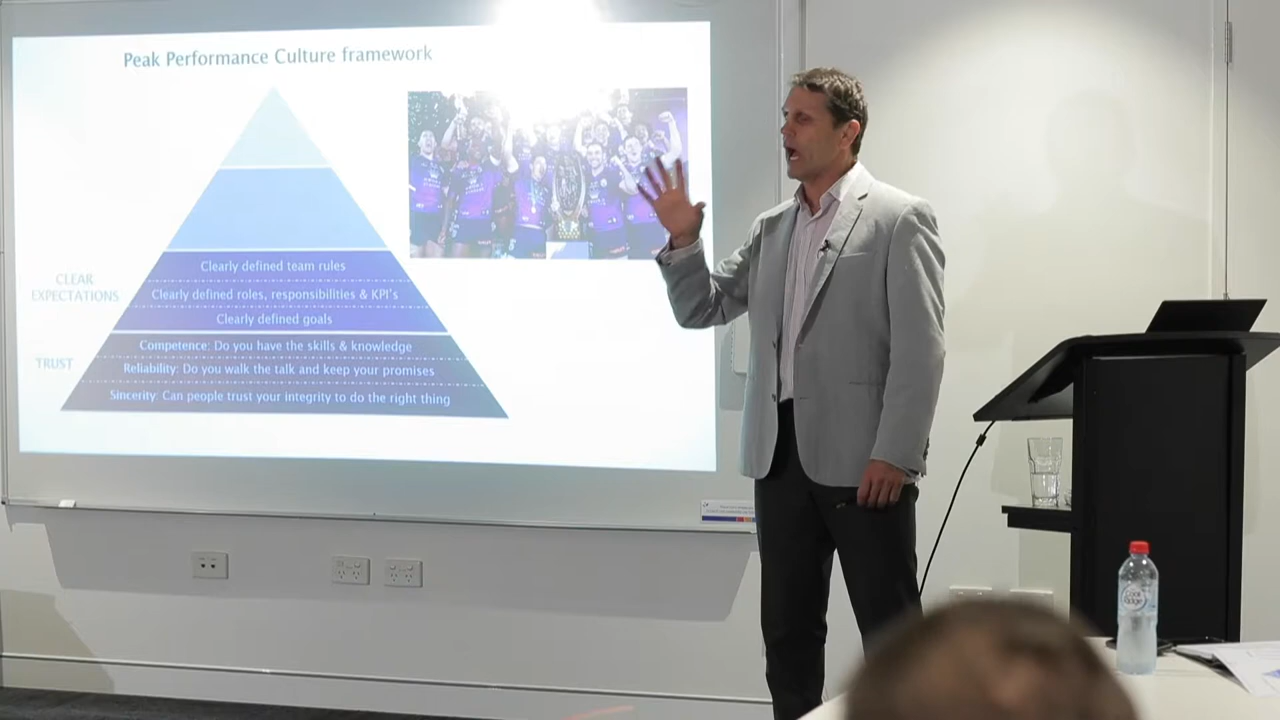 Peak Performance Culture framework
Clearly defined team rules
CLEAR
EXPECTATIONS
Clearly defined roles, responsibilities & KPI's
Clearly defined goals
Competence: Do you have the skills & knowledge
TRUST
Reliability: Do you walk the talk and keep your promises
Sincerity: Can people trust your integrity to do the right thing
Cool
Ridge